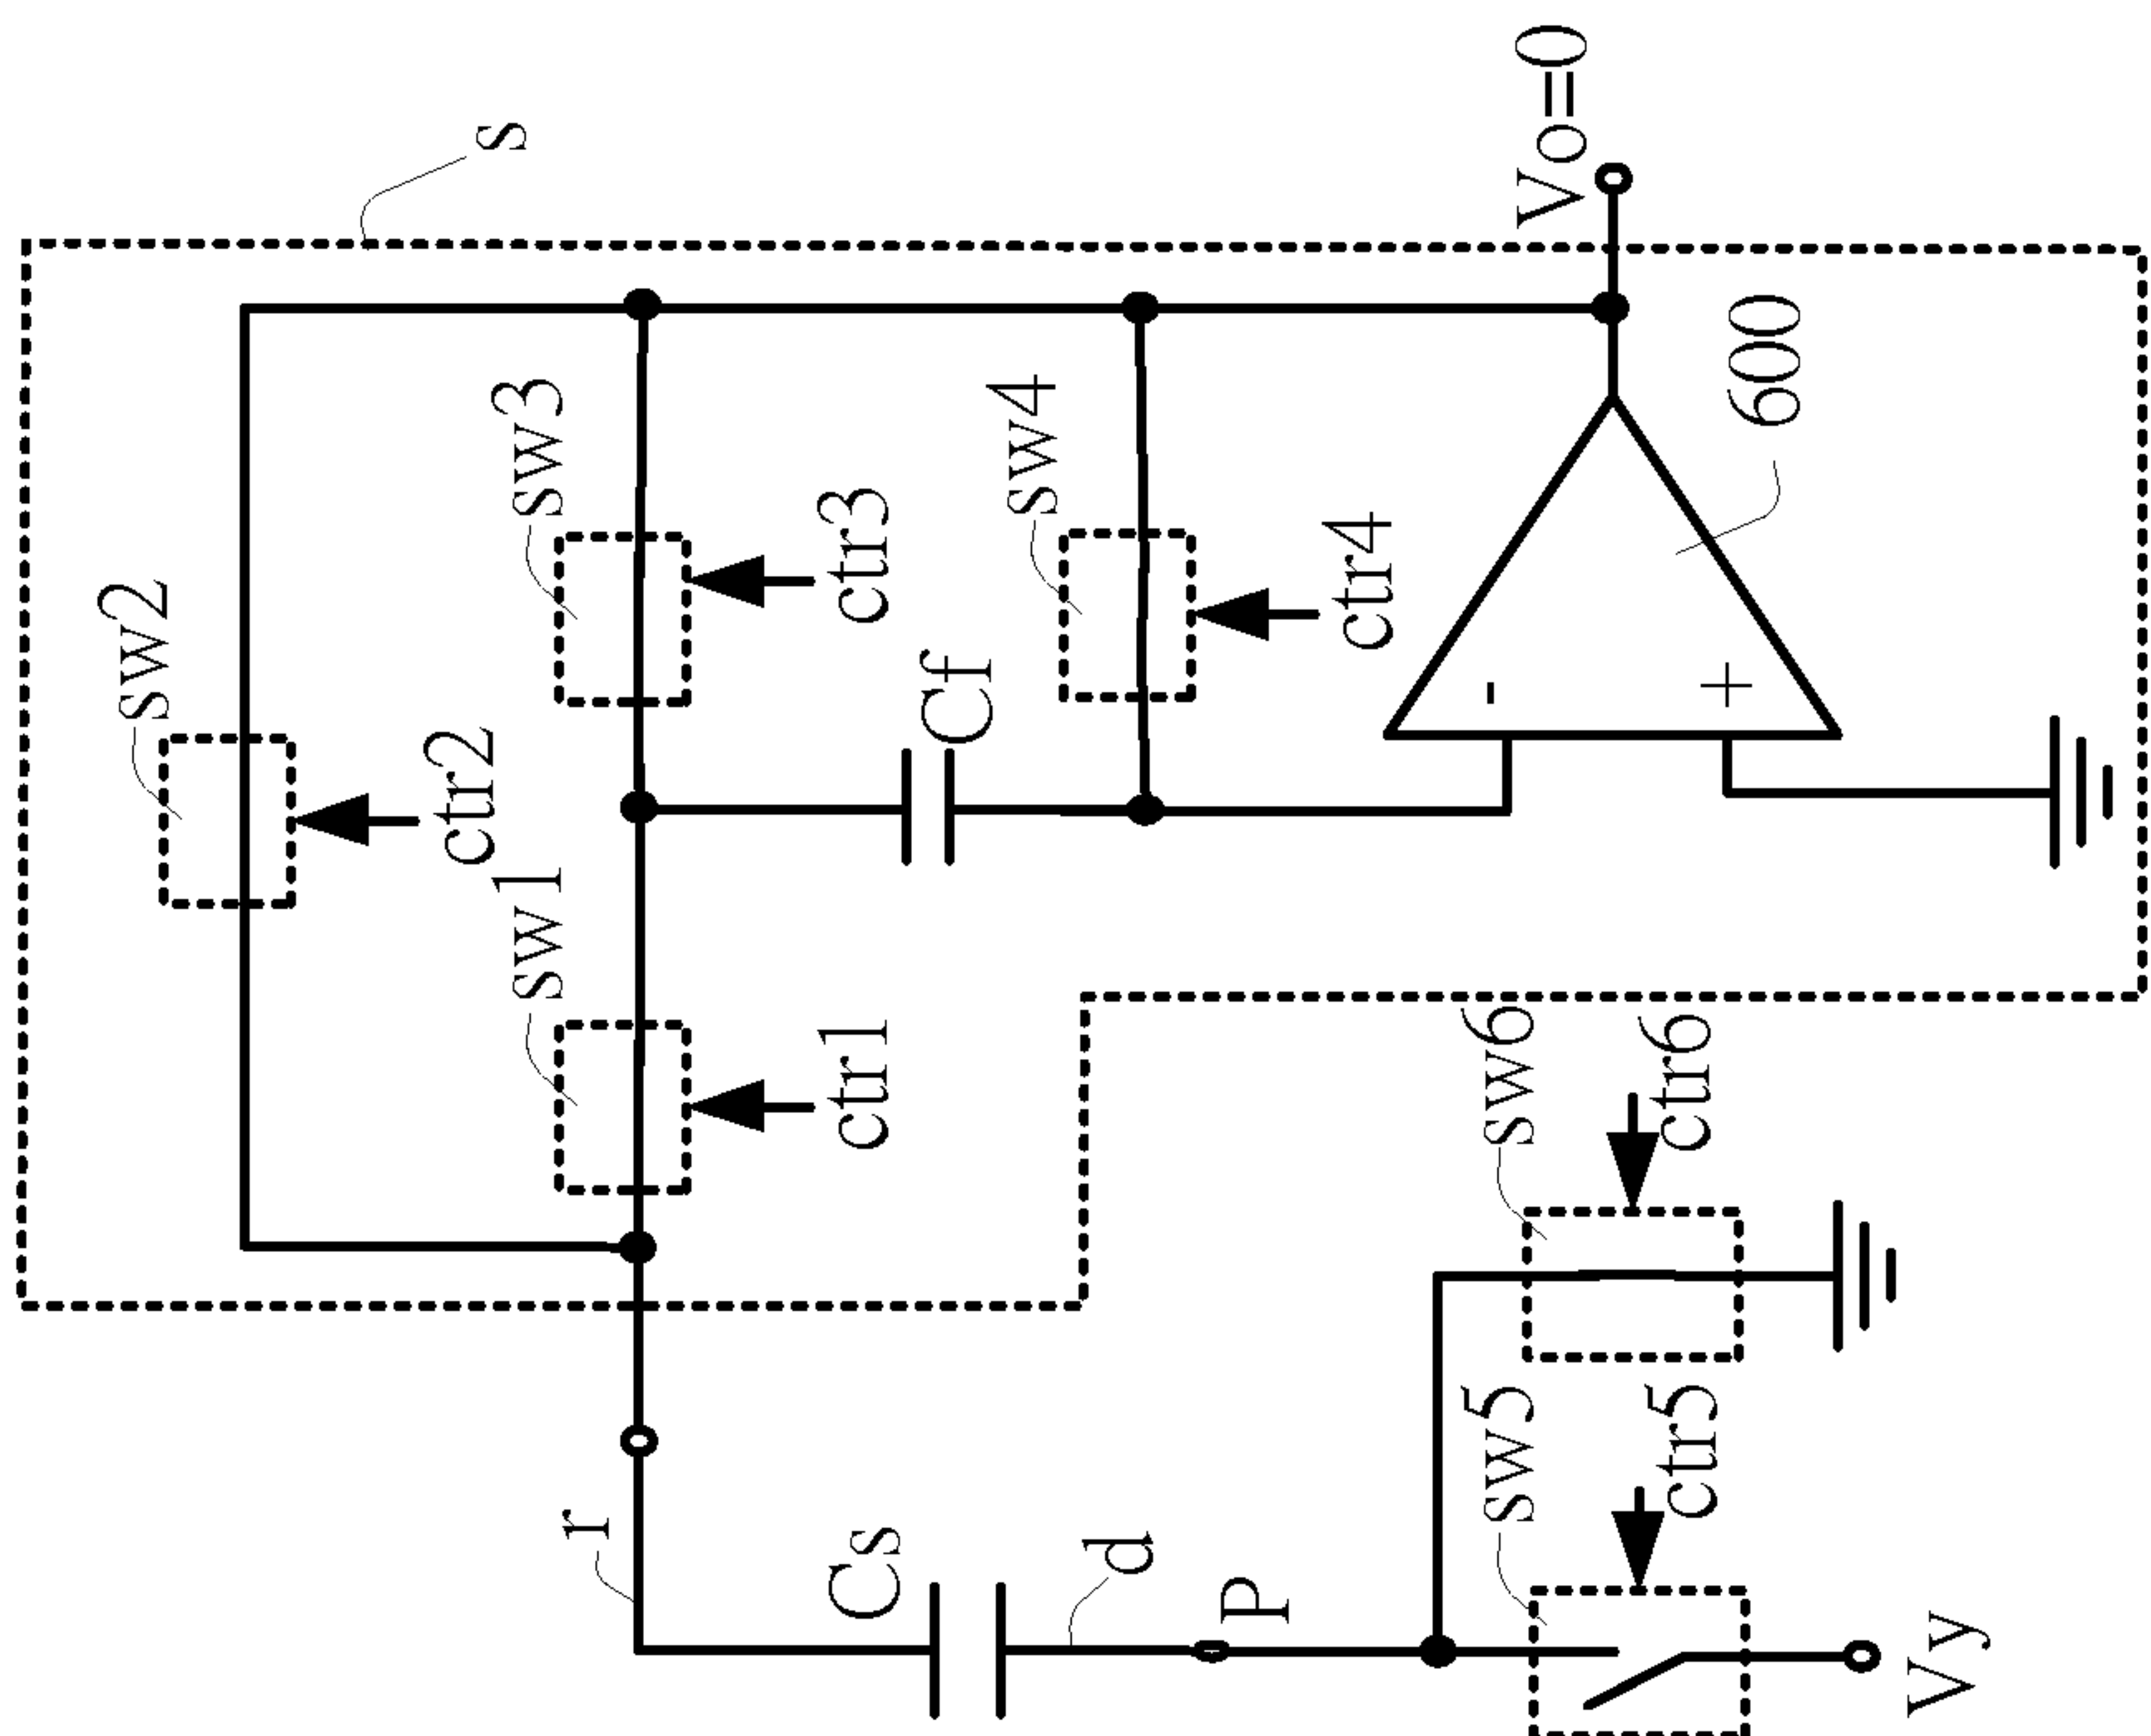 s
sw2
ctr2
sw3
ctr3
sw1
ctr1
sw4
ctr4
Cf
Vo=0
600
-
+
r
Cs
d
P
sw6
ctr6
sw5
ctr5
Vy